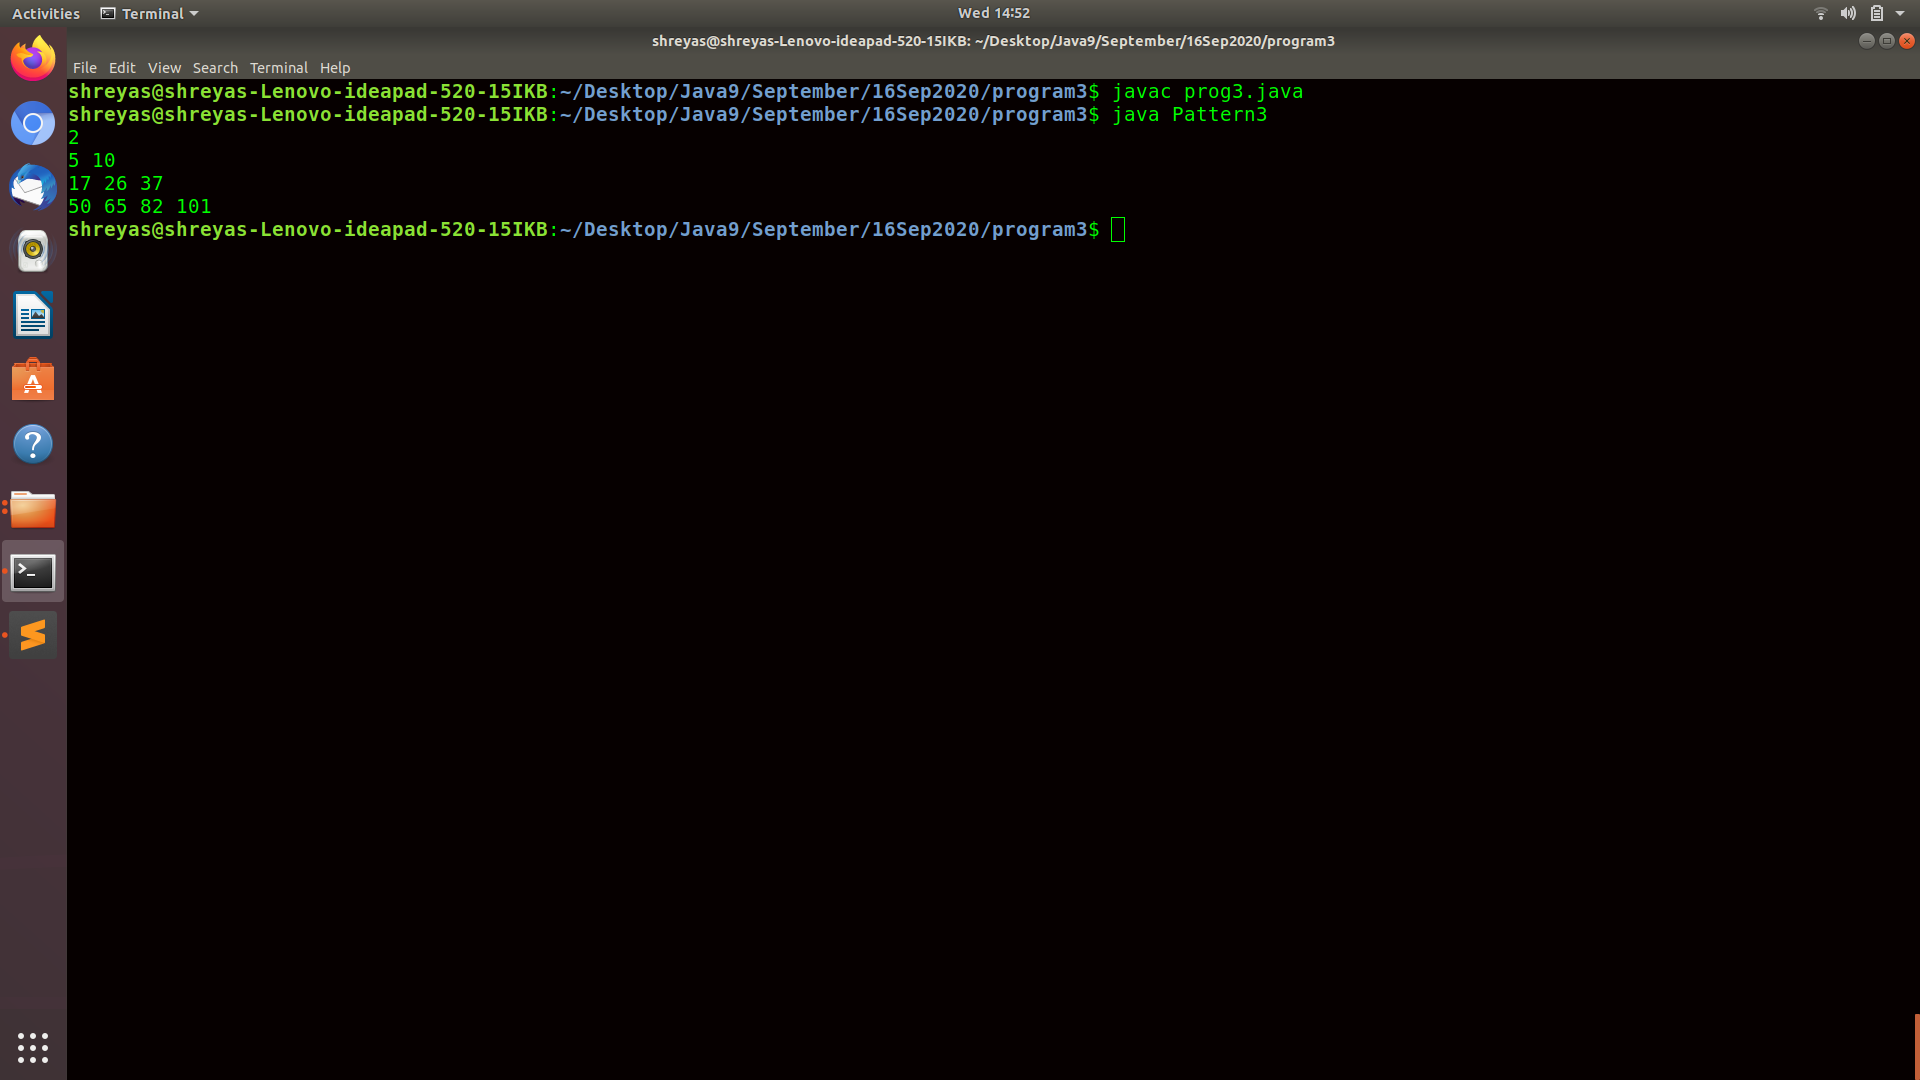 Activities Terminal Wed 14:52
shreyas@shreyas-Lenovo-ideapad-520-15IKB: ~/Desktop/Java9/September/16Sep2020/program3
File Edit View Search Terminal Help
shreyas@shreyas-Lenovo-ideapad-520-15IKB:~/Desktop/Java9/September/16Sep2020/program3$ javac prog3.java
shreyas@shreyas-Lenovo-ideapad-520-15IKB:~/Desktop/Java9/September/16Sep2020/program3$ java Pattern3
2
5 10
17 26 37
50 65 82 101
shreyas@shreyas-Lenovo-ideapad-520-15IKB:~/Desktop/Java9/September/16Sep2020/program3$